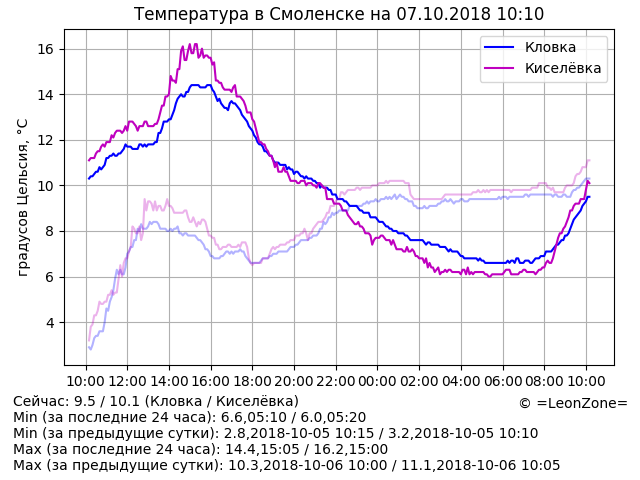 Температура в Смоленске на 07.10.2018 10:10
градусов Цельсия, °C
16
14
12
10
8
6
4
Кловка
Киселёвка
10:00 12:00 14:00 16:00 18:00 20:00 22:00 00:00 02:00 04:00 06:00 08:00 10:00
Сейчас: 9.5 / 10.1 (Кловка / Киселёвка)
© =LeonZone=
Min (за последние 24 часа): 6.6,05:10 / 6.0,05:20
Min (за предыдущие сутки): 2.8,2018-10-05 10:15 / 3.2,2018-10-05 10:10
Max (за последние 24 часа): 14.4,15:05 / 16.2,15:00
Max (за предыдущие сутки): 10.3,2018-10-06 10:00 / 11.1,2018-10-06 10:05